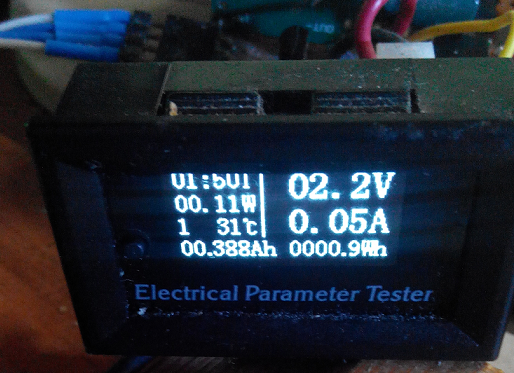 02.2V
00.11W
0.05A
1 31℃
00.388Ah 0000.9Wh
Electrical Parameter Tester